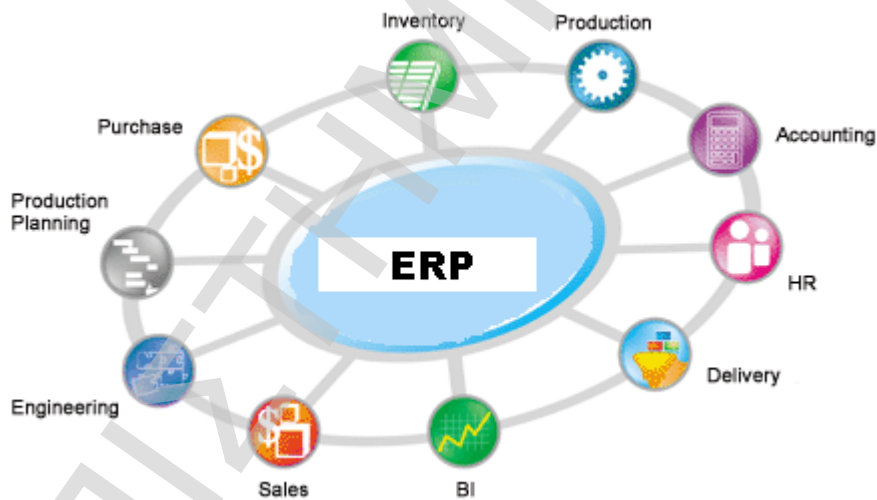 Inventory
Production
Purchase
Accounting
Production
Planning
ERP
HR
Delivery
Engineering
Sales
BI